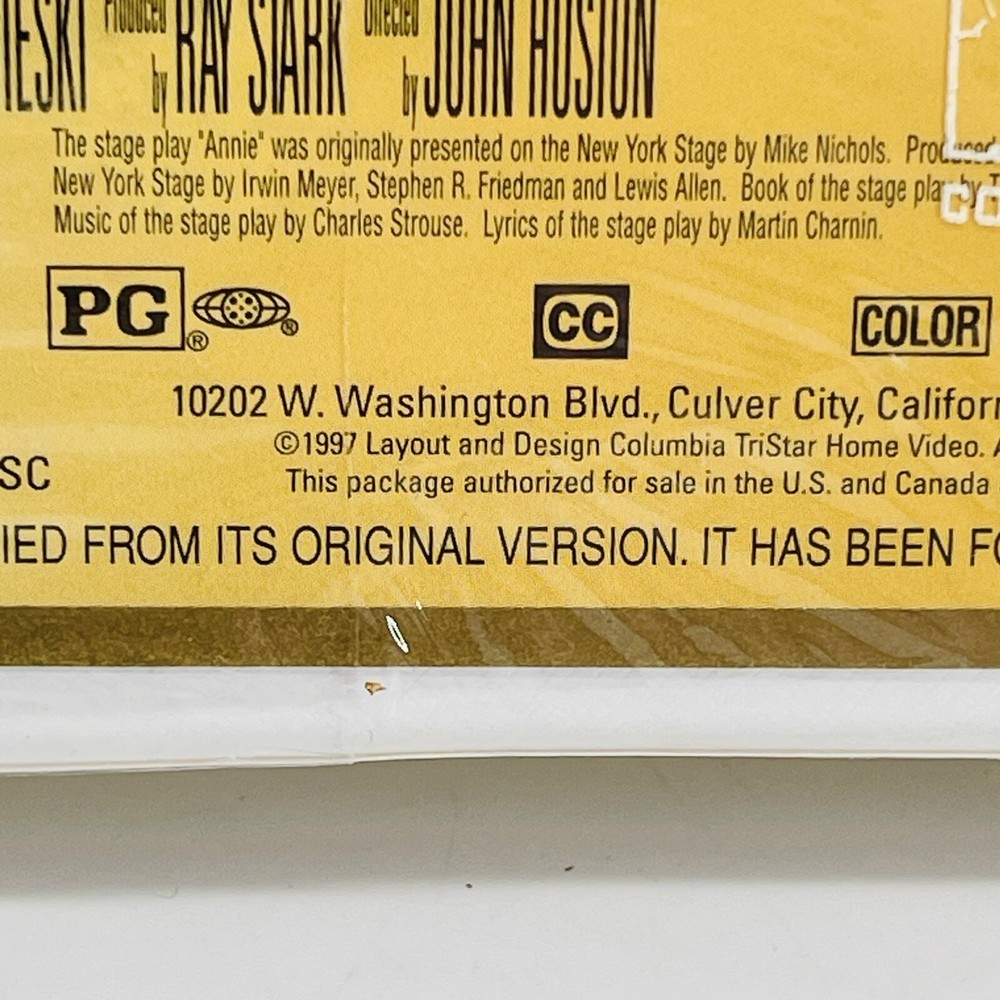 Produced by RAY STARK Directed by JOHN HUSTON
The stage play "Annie" was originally presented on the New York Stage by Mike Nichols. Produced
New York Stage by Irwin Meyer, Stephen R. Friedman and Lewis Allen. Book of the stage play by T
Music of the stage play by Charles Strouse. Lyrics of the stage play by Martin Charnin.
CO
PG ® ® CC COLOR
10202 W. Washington Blvd., Culver City, Califor
©1997 Layout and Design Columbia TriStar Home Video. A
SC
This package authorized for sale in the U.S. and Canada
IED FROM ITS ORIGINAL VERSION. IT HAS BEEN FO